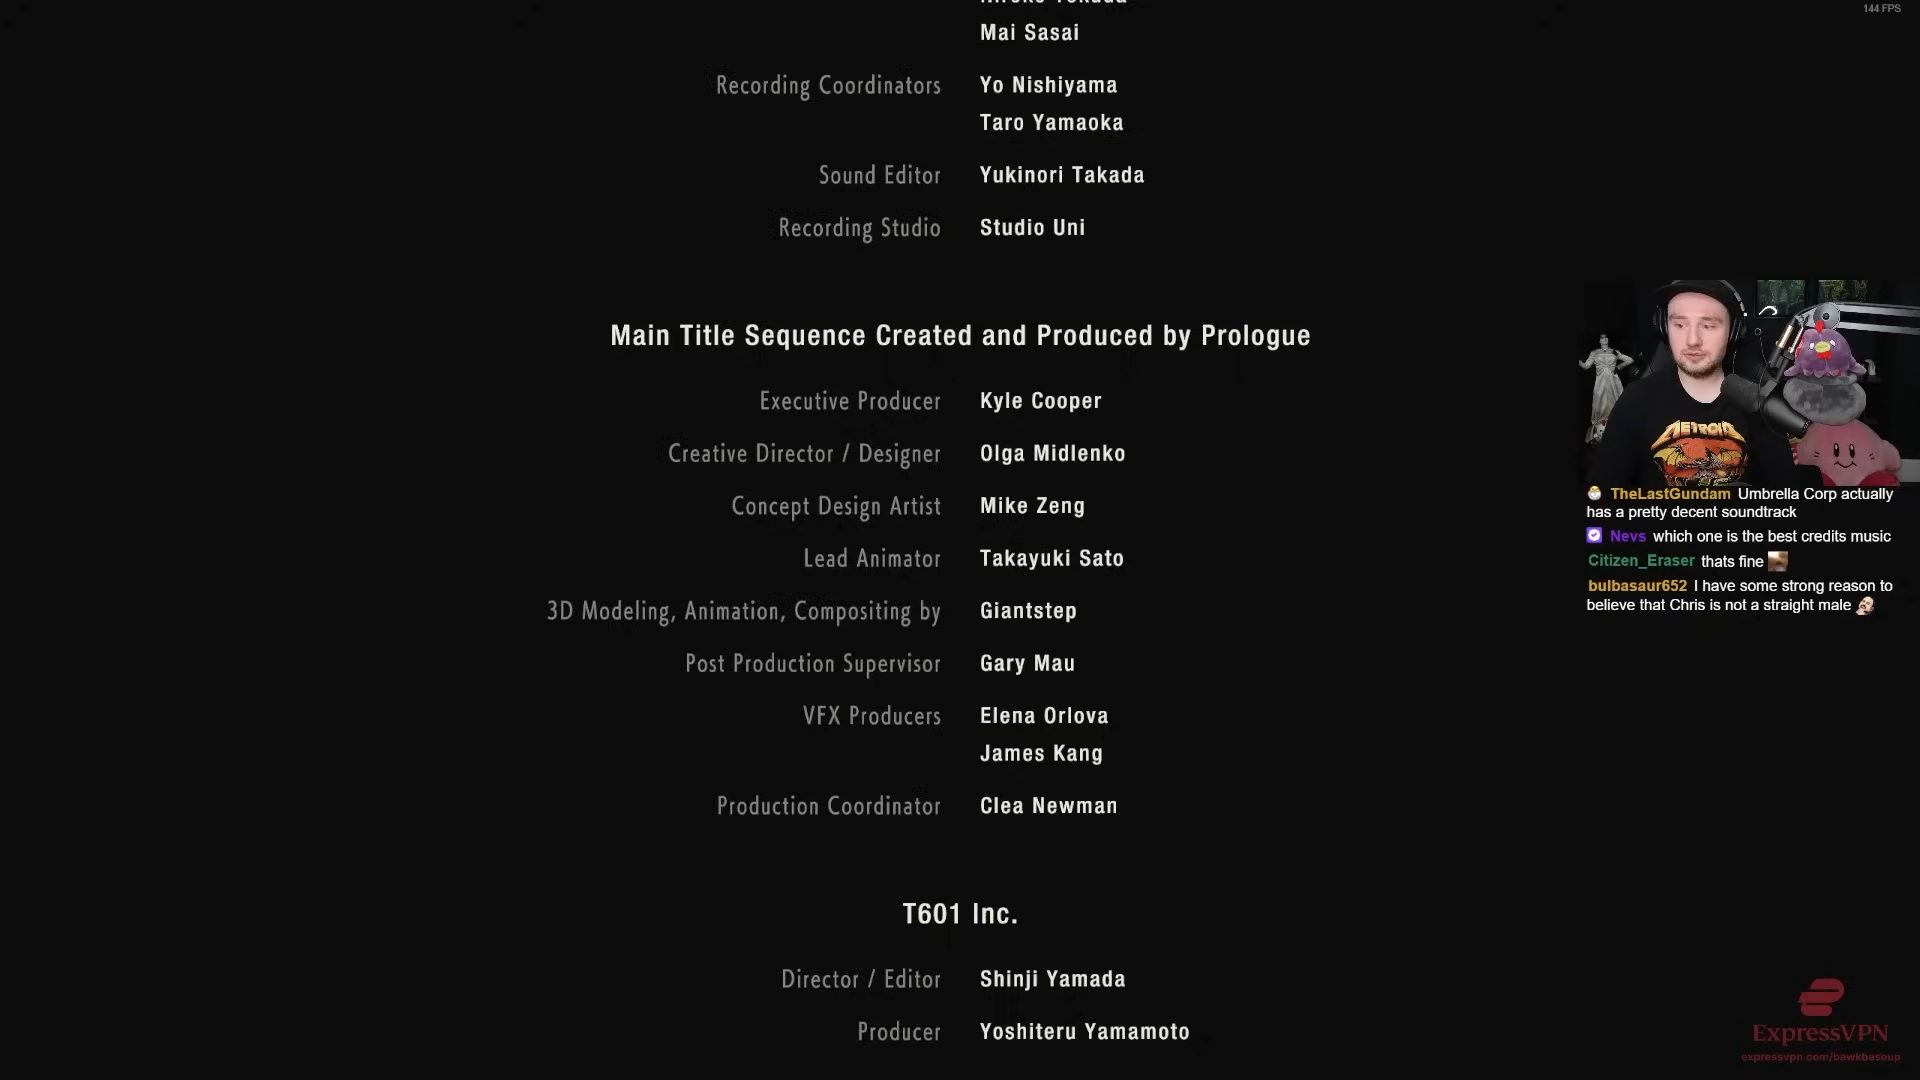 144 FPS
Mai Sasai
Recording Coordinators Yo Nishiyama
Taro Yamaoka
Sound Editor Yukinori Takada
Recording Studio Studio Uni
Main Title Sequence Created and Produced by Prologue
Executive Producer Kyle Cooper
Creative Director / Designer Olga Midlenko
Concept Design Artist Mike Zeng
Lead Animator Takayuki Sato
3D Modeling, Animation, Compositing by Giantstep
Post Production Supervisor Gary Mau
VFX Producers Elena Orlova
James Kang
Production Coordinator Clea Newman
T601 Inc.
Director / Editor Shinji Yamada
Producer Yoshiteru Yamamoto
METROID
TheLastGundam Umbrella Corp actually
has a pretty decent soundtrack
Nevs which one is the best credits music
Citizen_Eraser thats fine
bulbasaur652 I have some strong reason to
believe that Chris is not a straight male
ExpressVPN
expressvpn.com/bawkbasoup